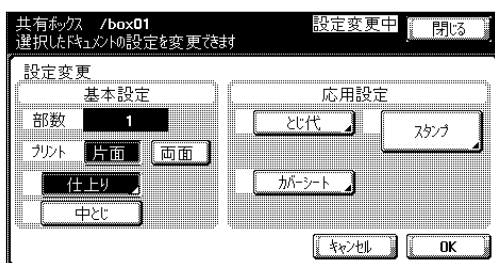 共有ボックス /box01 設定変更中 閉じる
選択したドキュメントの設定を変更できます
設定変更
基本設定 応用設定
部数 1 とじ代 スタンプ
プリント 片面 両面
仕上り カバーシート
中とじ
キャンセル OK